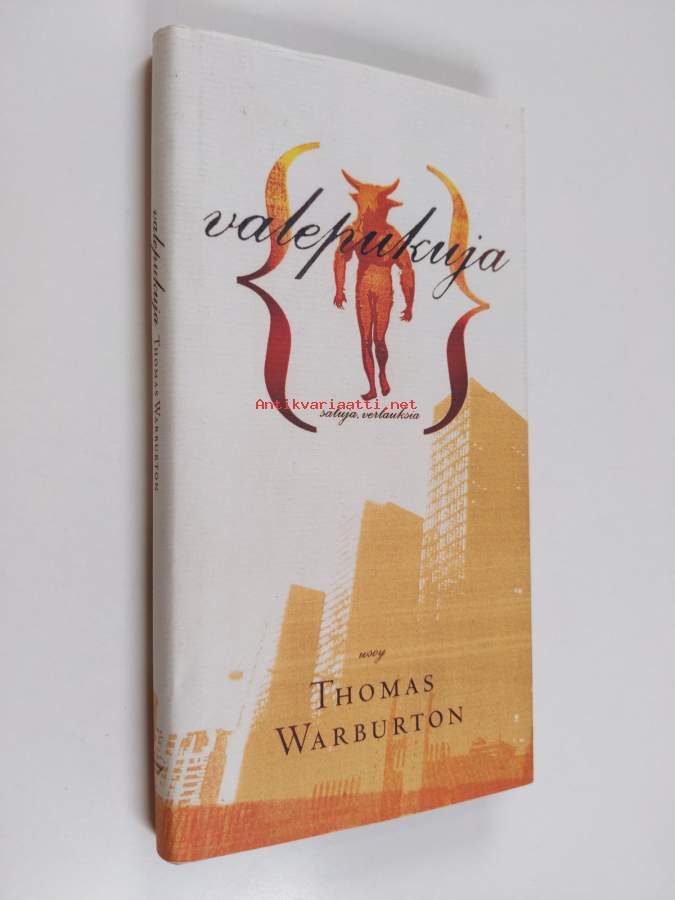 valepukuja
Antikvariaatti.net
satuja, vertauksia
wsoy
THOMAS
WARBURTON
valepukuja THOMAS WARBURTON